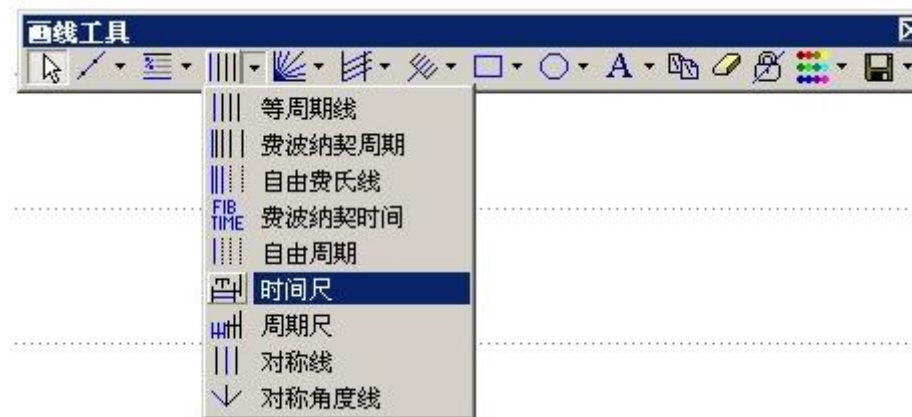 画线工具
A
等周期线
费波纳契周期
自由费氏线
FIB
TIME
费波纳契时间
自由周期
时间尺
周期尺
对称线
对称角度线